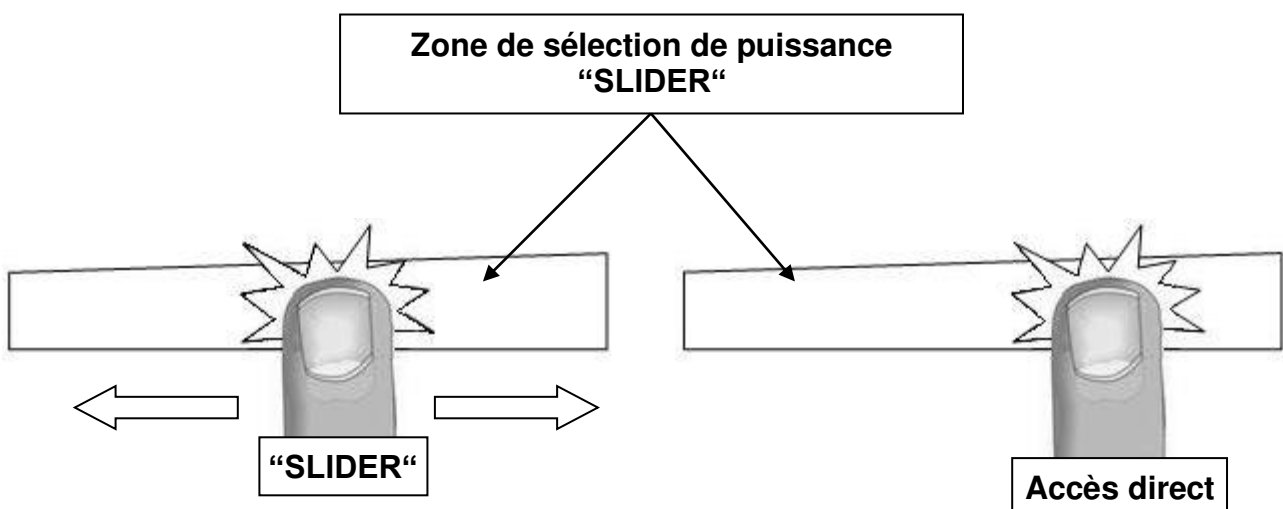 Zone de sélection de puissance
“SLIDER“
“SLIDER“
Accès direct